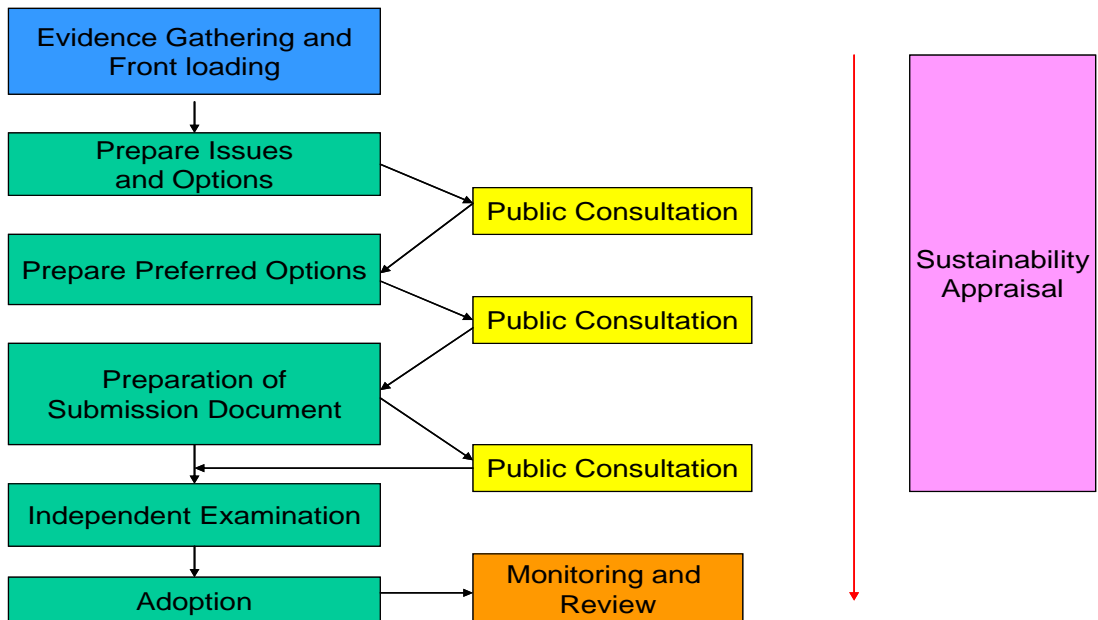 Evidence Gathering and
Front loading
Prepare Issues
and Options
Public Consultation
Prepare Preferred Options
Public Consultation
Preparation of
Submission Document
Public Consultation
Independent Examination
Adoption
Monitoring and
Review
Sustainability
Appraisal